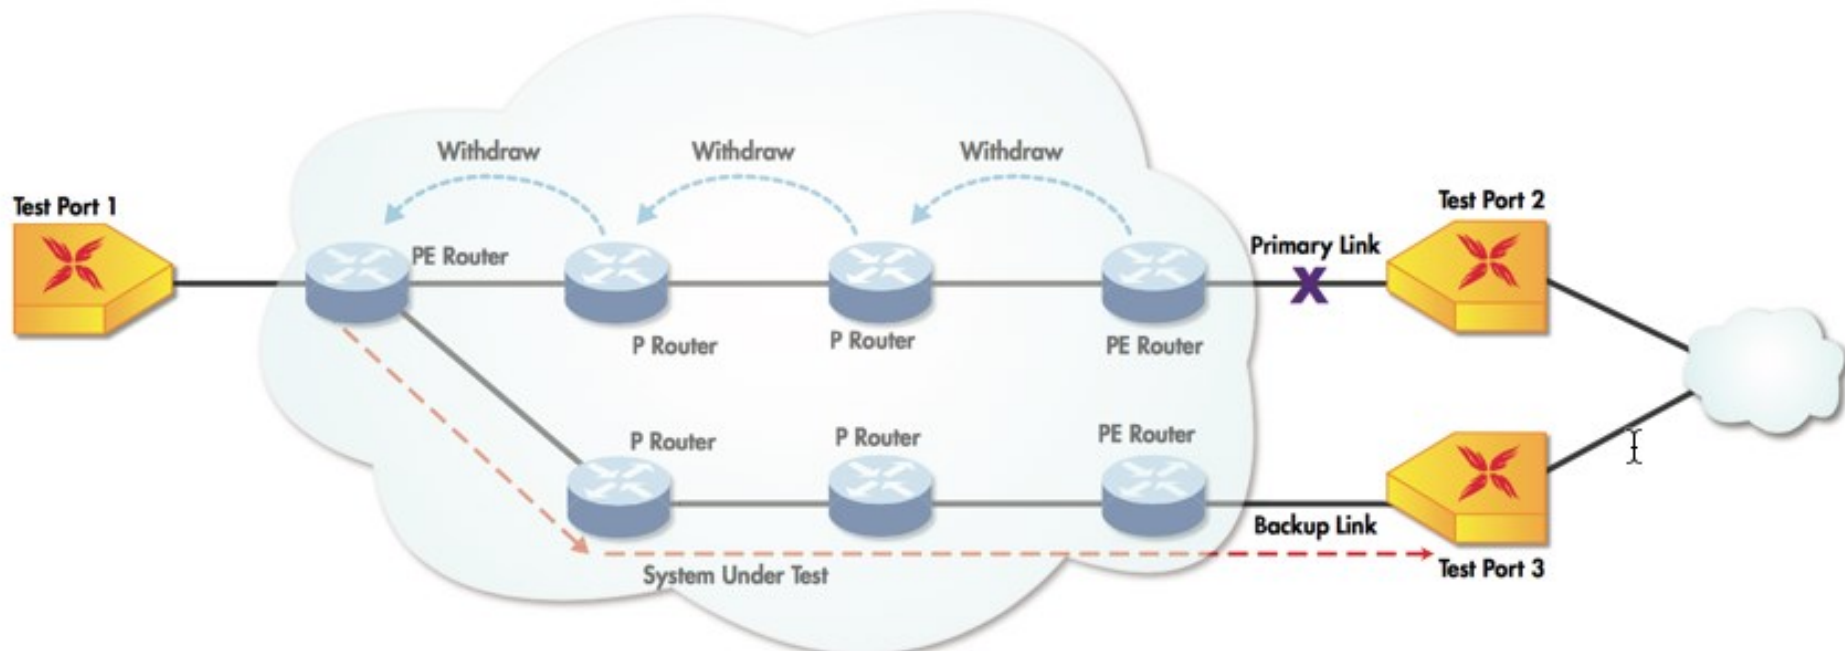 Withdraw
Withdraw
Withdraw
Test Port 1
Test Port 2
PE Router
Primary Link
P Router
P Router
PE Router
P Router
P Router
PE Router
Backup Link
System Under Test
Test Port 3